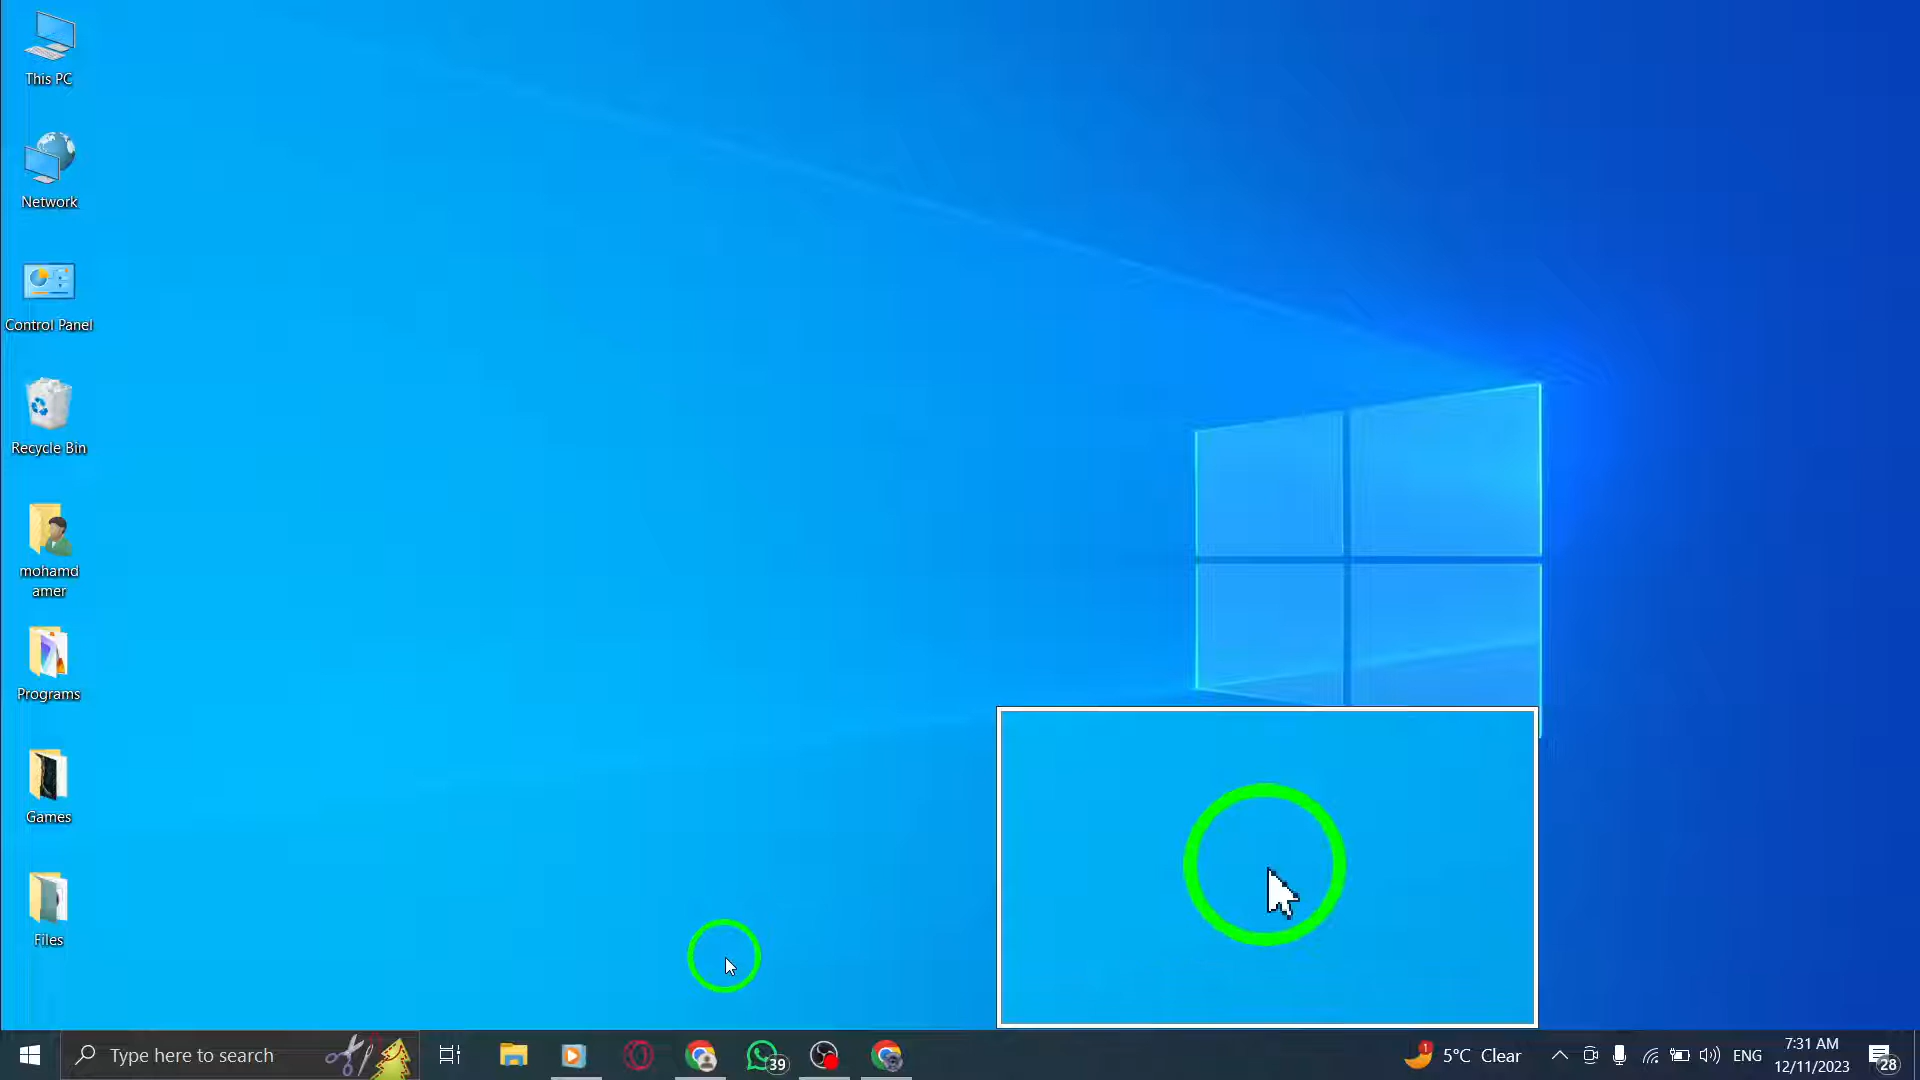 This PC
Network
Control Panel
Recycle Bin
mohamd
amer
Programs
Games
Files
Type here to search
39
1
5°C Clear
ENG
7:31 AM
12/11/2023
28